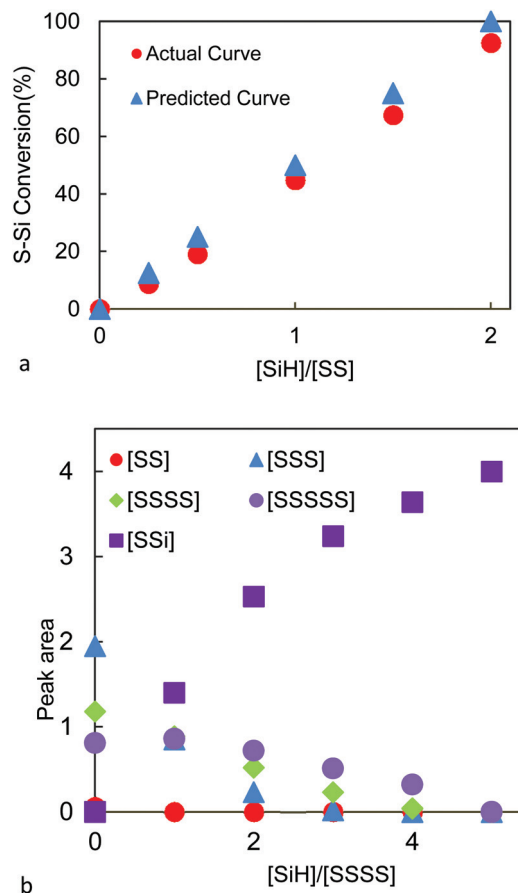 100
80
60
40
20
0
S-Si Conversion(%)
Actual Curve
Predicted Curve
0 1 2
[SiH]/[SS]
a
4
3
2
1
0
Peak area
[SS] [SSS]
[SSSS] [SSSSS]
[SSi]
0 2 4
[SiH]/[SSSS]
b